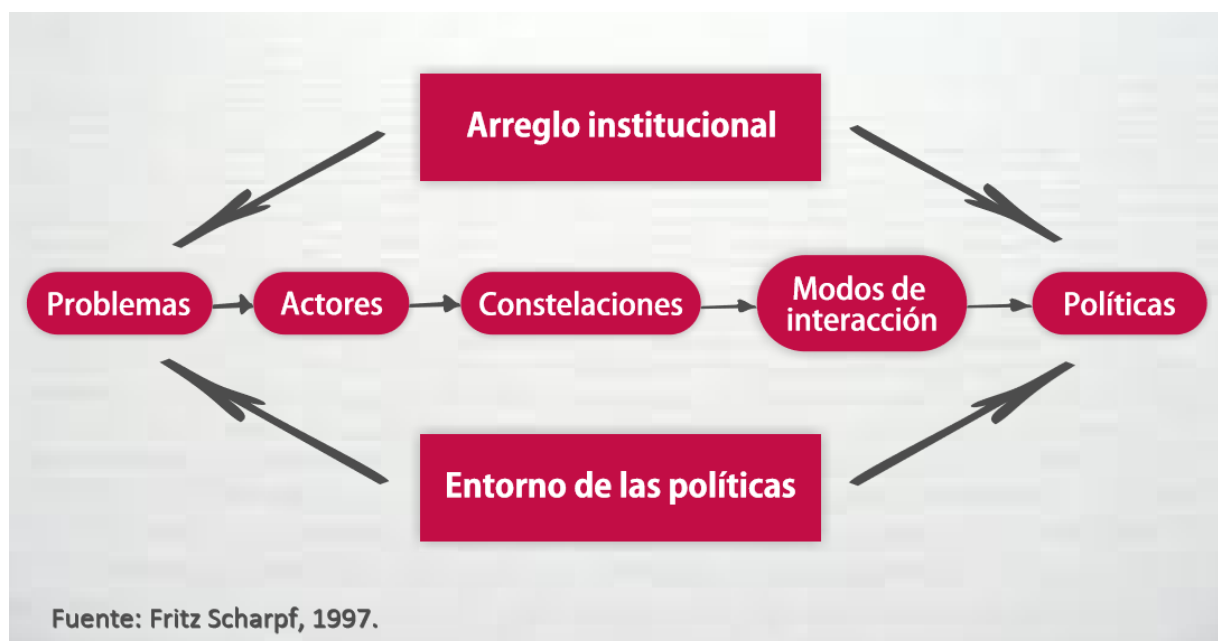 Arreglo institucional
Problemas
Actores
Constelaciones
Modos de
interacción
Políticas
Entorno de las políticas
Fuente: Fritz Scharpf, 1997.